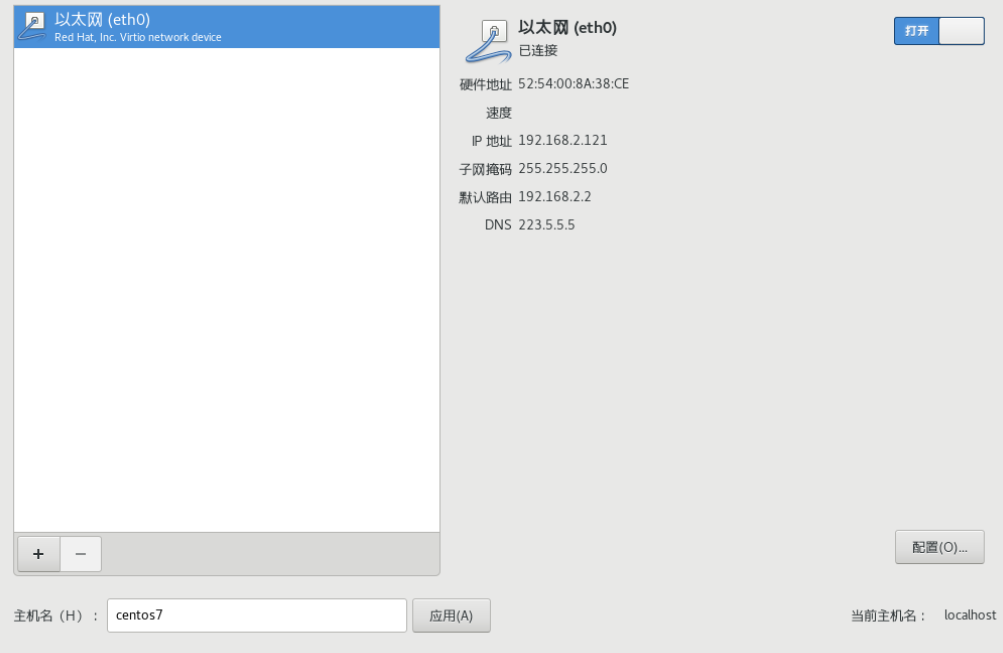 以太网 (eth0)
Red Hat, Inc. Virtio network device
以太网 (eth0)
已连接
打开
硬件地址 52:54:00:8A:38:CE
速度
IP 地址 192.168.2.121
子网掩码 255.255.255.0
默认路由 192.168.2.2
DNS 223.5.5.5
+ −
配置(O)...
主机名（H）： centos7 应用(A) 当前主机名： localhost